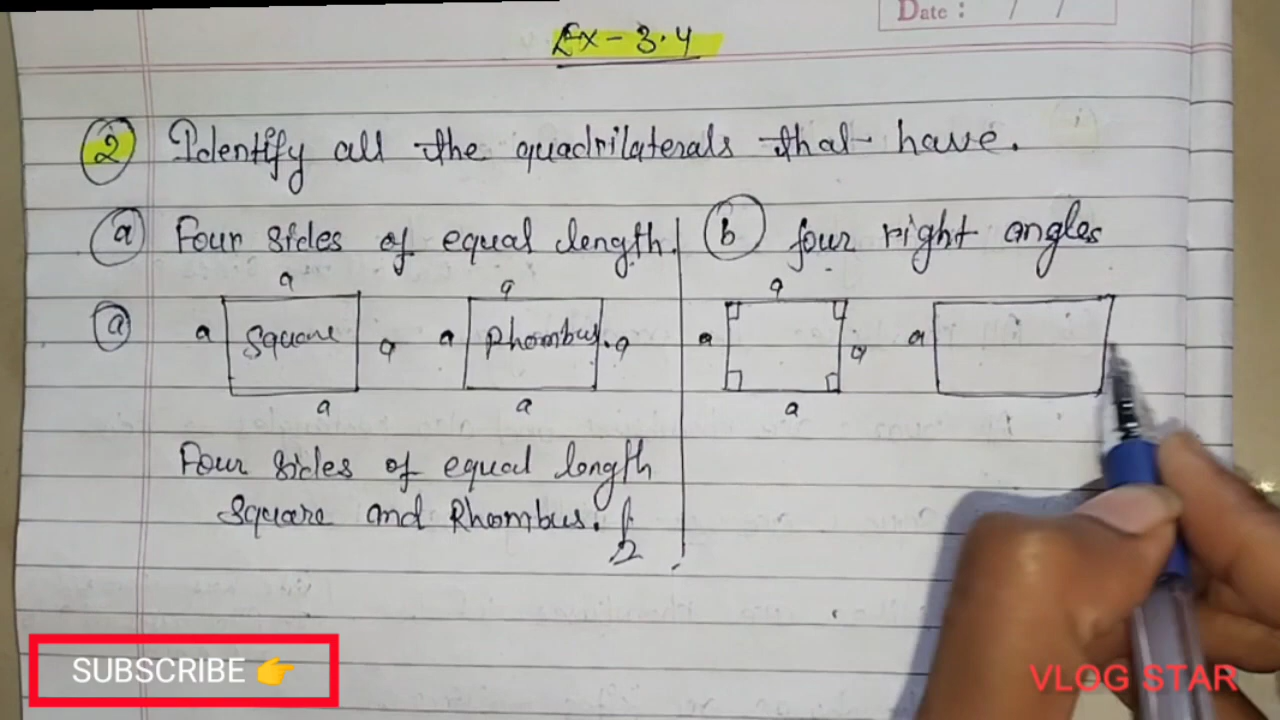 Date : / /
Ex - 3.4
2 Identify all the quadrilaterals that have.
a Four sides of equal length.
b four right angles
a
a
a square a
a
a
a Rhombus. a
a
a
a a
a
a
Four sides of equal length
Square and Rhombus.
SUBSCRIBE 👉
VLOG STAR